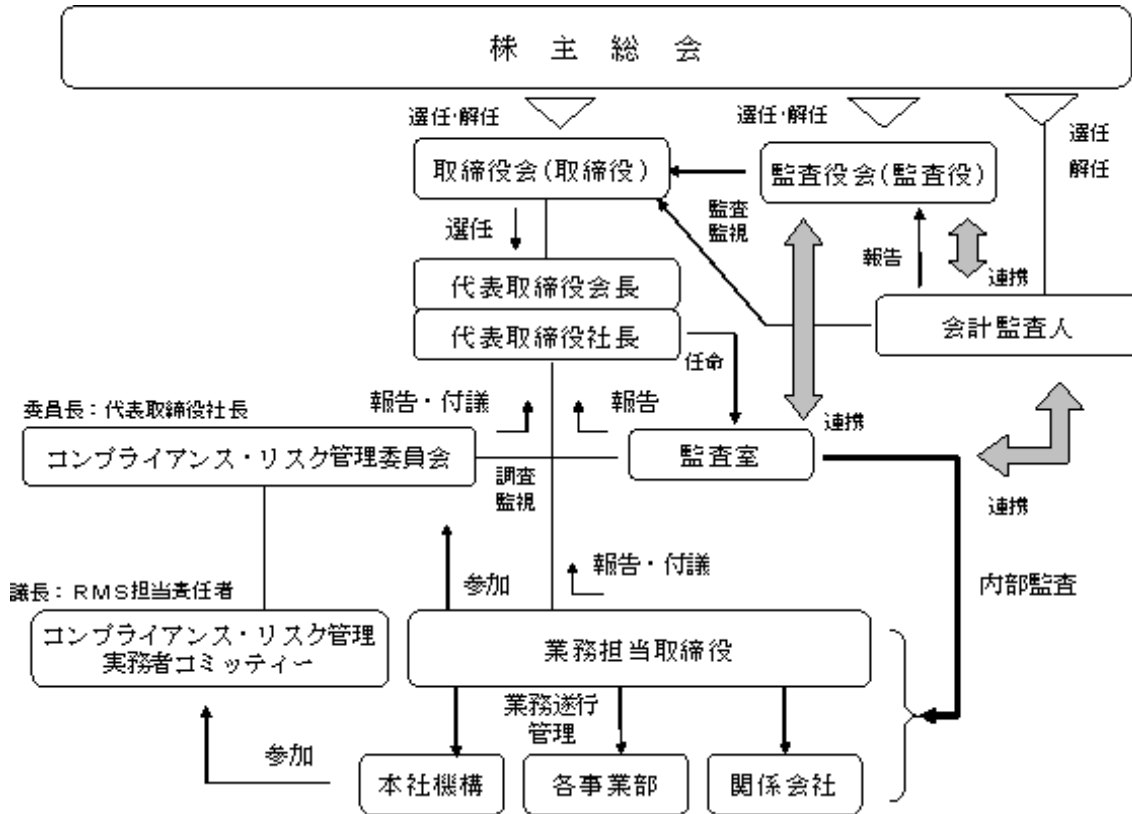 株主総会
選任・解任
選任・解任
選任
解任
取締役会(取締役)
監査役会(監査役)
監査
監視
選任
報告
連携
代表取締役会長
代表取締役社長
会計監査人
任命
委員長：代表取締役社長
報告・付議
報告
連携
コンプライアンス・リスク管理委員会
監査室
調査
監視
連携
報告・付議
参加
内部監査
議長：RMS担当責任者
コンプライアンス・リスク管理
実務者コミッティー
業務担当取締役
業務遂行
管理
参加
本社機構
各事業部
関係会社